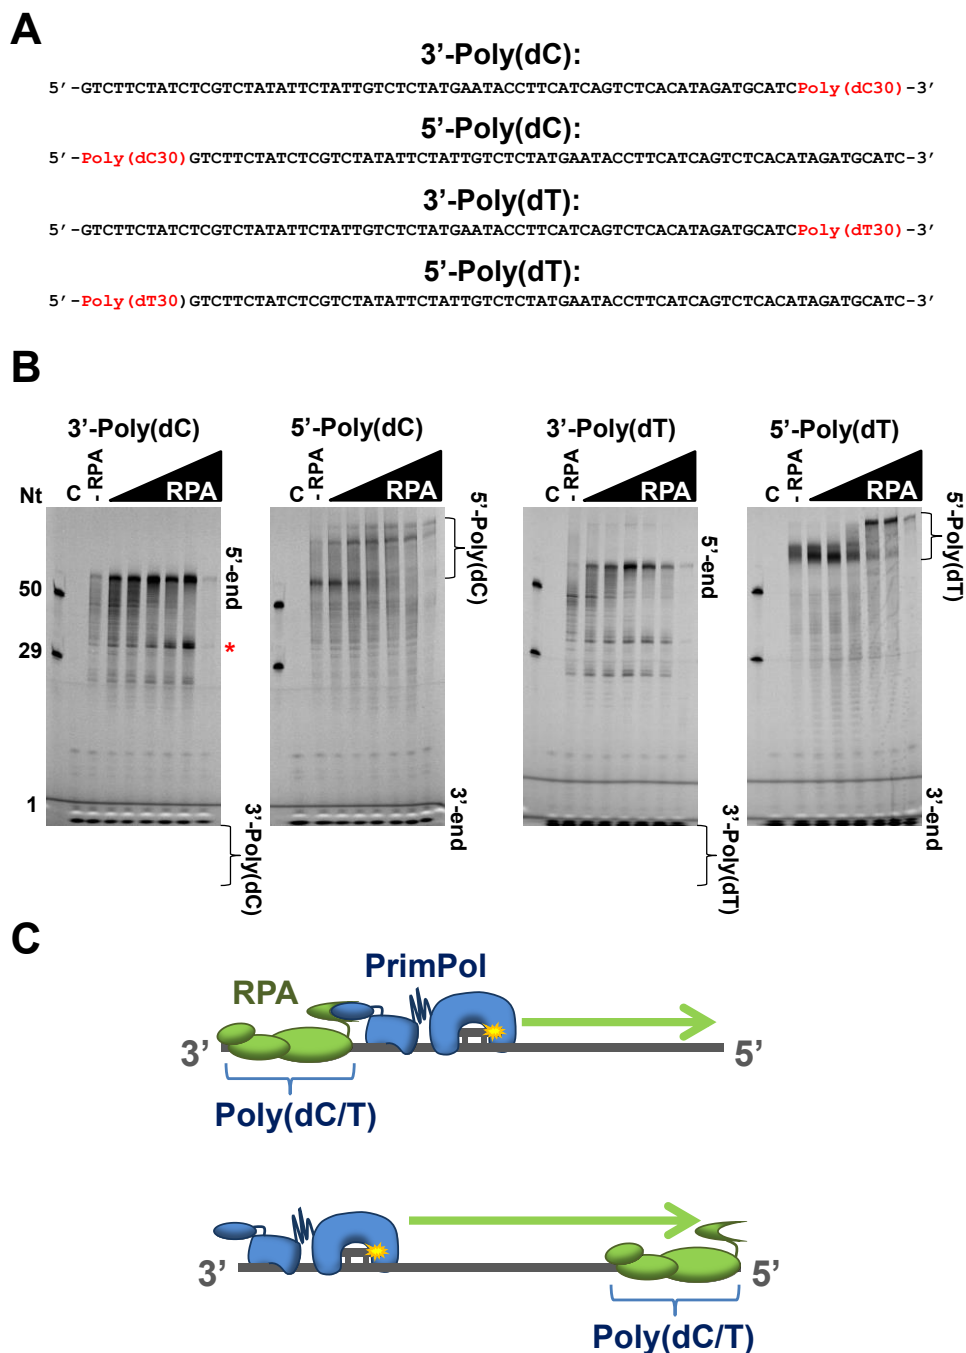 A
3’-Poly(dC):
5’-GTCTTCTATCTCGTCTATATTCTATTGTCTCTATGAATACCTTCATCAGTCTCACATAGATGCATCPoly(dC30)-3’
5’-Poly(dC):
5’-Poly(dC30)GTCTTCTATCTCGTCTATATTCTATTGTCTCTATGAATACCTTCATCAGTCTCACATAGATGCATC-3’
3’-Poly(dT):
5’-GTCTTCTATCTCGTCTATATTCTATTGTCTCTATGAATACCTTCATCAGTCTCACATAGATGCATCPoly(dT30)-3’
5’-Poly(dT):
5’-Poly(dT30)GTCTTCTATCTCGTCTATATTCTATTGTCTCTATGAATACCTTCATCAGTCTCACATAGATGCATC-3’
B
3’-Poly(dC) 5’-Poly(dC) 3’-Poly(dT) 5’-Poly(dT)
Nt C - RPA RPA C - RPA RPA C - RPA RPA C - RPA RPA
50
29
1
5’-end
*
3’-Poly(dC)
5’-Poly(dC)
3’-end
5’-end
3’-Poly(dT)
5’-Poly(dT)
3’-end
C
PrimPol
RPA
3’ 5’
Poly(dC/T)
3’ 5’
Poly(dC/T)